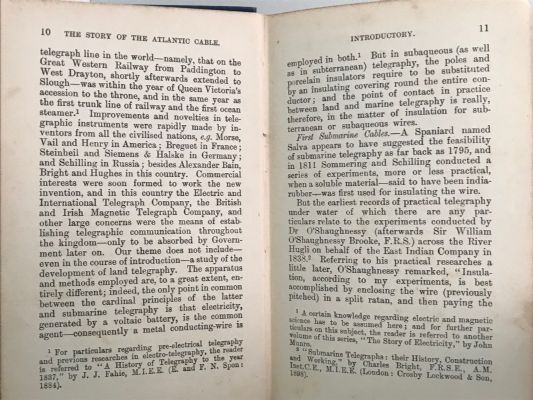 10 THE STORY OF THE ATLANTIC CABLE.
telegraph line in the world—namely, that on the
Great Western Railway from Paddington to
West Drayton, shortly afterwards extended to
Slough—was within the year of Queen Victoria's
accession to the throne, and in the same year as
the first trunk line of railway and the first ocean
steamer.¹ Improvements and novelties in tele-
graphic instruments were rapidly made by in-
ventors from all the civilised nations, e.g. Morse,
Vail and Henry in America; Breguet in France;
Steinheil and Siemens & Halske in Germany;
and Schilling in Russia; besides Alexander Bain,
Bright and Hughes in this country. Commercial
interests were soon formed to work the new
invention, and in this country the Electric and
International Telegraph Company, the British
and Irish Magnetic Telegraph Company, and
other large concerns were the means of estab-
lishing telegraphic communication throughout
the kingdom—only to be absorbed by Govern-
ment later on. Our theme does not include—
even in the course of introduction—a study of the
development of land telegraphy. The apparatus
and methods employed are, to a great extent, en-
tirely different; indeed, the only point in common
between the cardinal principles of the latter
and submarine telegraphy is that electricity,
generated by a voltaic battery, is the common
agent—consequently a metal conducting-wire is
¹ For particulars regarding pre-electrical telegraphy
and previous researches in electro-telegraphy, the reader
is referred to "A History of Telegraphy to the year
1837," by J. J. Fahie, M.I.E.E. (E. and F. N. Spon:
1884).
INTRODUCTORY. 11
employed in both.¹ But in subaqueous (as well
as in subterranean) telegraphy, the poles and
porcelain insulators require to be substituted
by an insulating covering round the entire con-
ductor; and the point of contact in practice
between land and marine telegraphy is really,
therefore, in the matter of insulation for sub-
terranean or subaqueous wires.
First Submarine Cables.—A Spaniard named
Salva appears to have suggested the feasibility
of submarine telegraphy as far back as 1795, and
in 1811 Sommering and Schilling conducted a
series of experiments, more or less practical,
when a soluble material—said to have been india-
rubber—was first used for insulating the wire.
But the earliest records of practical telegraphy
under water of which there are any par-
ticulars relate to the experiments conducted by
Dr O'Shaughnessy (afterwards Sir William
O'Shaughnessy Brooke, F.R.S.) across the River
Hugli on behalf of the East Indian Company in
1838.² Referring to his practical researches a
little later, O'Shaughnessy remarked, "Insula-
tion, according to my experiments, is best
accomplished by enclosing the wire (previously
pitched) in a split ratan, and then paying the
¹ A certain knowledge regarding electric and magnetic
science has to be assumed here; and for further par-
ticulars on this subject, the reader is referred to another
volume of this series, "The Story of Electricity," by John
Munro.
² "Submarine Telegraphs: their History, Construction
and Working," by Charles Bright, F.R.S.E., A.M.
Inst.C.E., M.I.E.E. (London: Crosby Lockwood & Son,
1898).